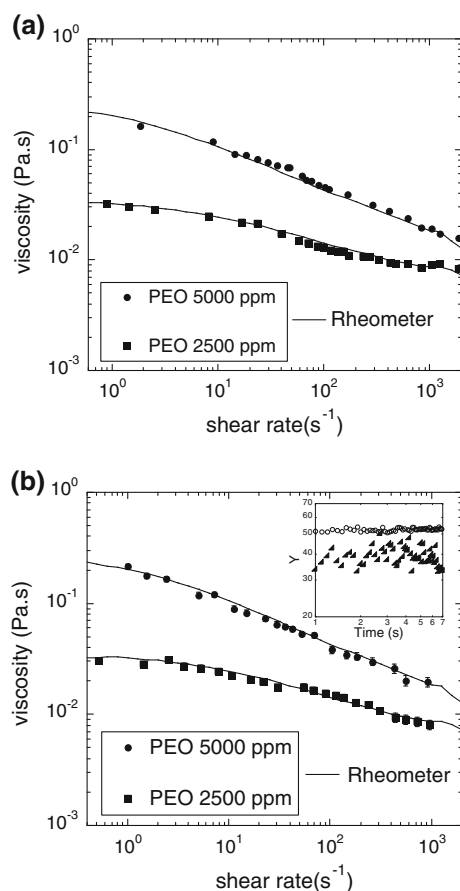 (a)
10^0
10^-1
10^-2
10^-3
viscosity (Pa.s)
PEO 5000 ppm
PEO 2500 ppm
Rheometer
10^0 10^1 10^2 10^3
shear rate(s^-1)
(b)
10^0
10^-1
10^-2
10^-3
viscosity (Pa.s)
70
60
50
40
30
20
Y
1 2 3 4 5 6 7
Time (s)
PEO 5000 ppm
PEO 2500 ppm
Rheometer
10^0 10^1 10^2 10^3
shear rate(s^-1)